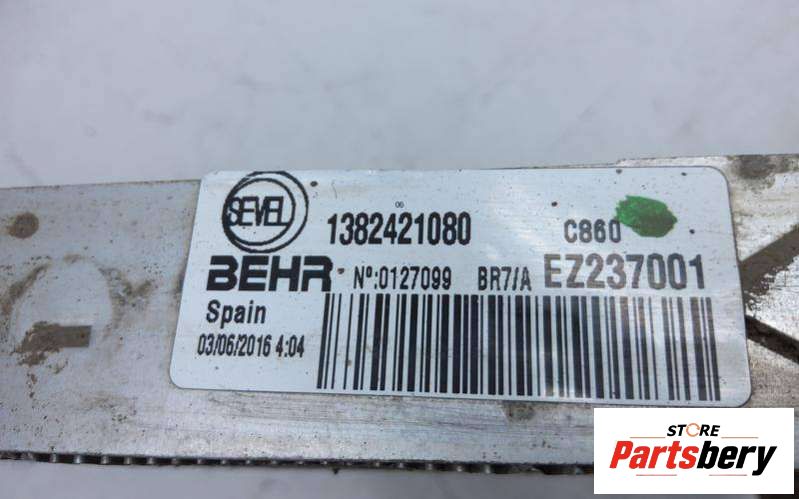 SEVEL
06
1382421080 C860
BEHR Nº:0127099 BR7/A EZ237001
Spain
03/06/2016 4:04
STORE
Partsbery